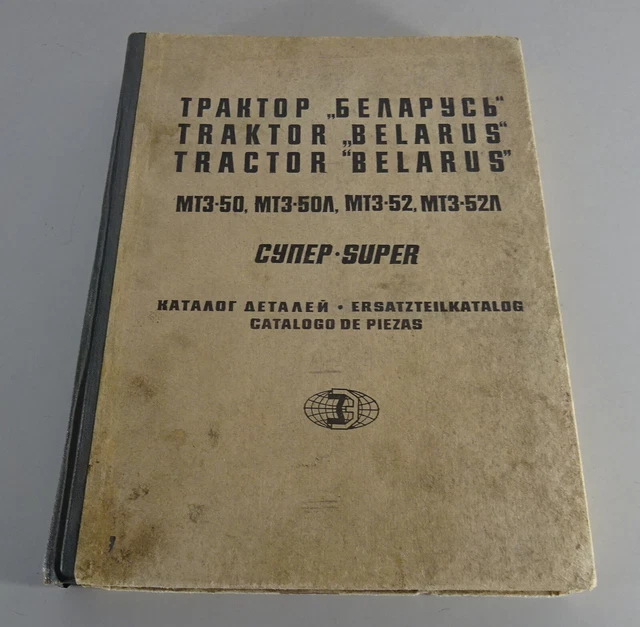 ТРАКТОР „БЕЛАРУСЬ“
TRAKTOR „BELARUS“
TRACTOR “BELARUS”
МТЗ·50, МТЗ·50Л, МТЗ·52, МТЗ·52Л
СУПЕР·SUPER
КАТАЛОГ ДЕТАЛЕЙ · ERSATZTEILKATALOG
CATALOGO DE PIEZAS